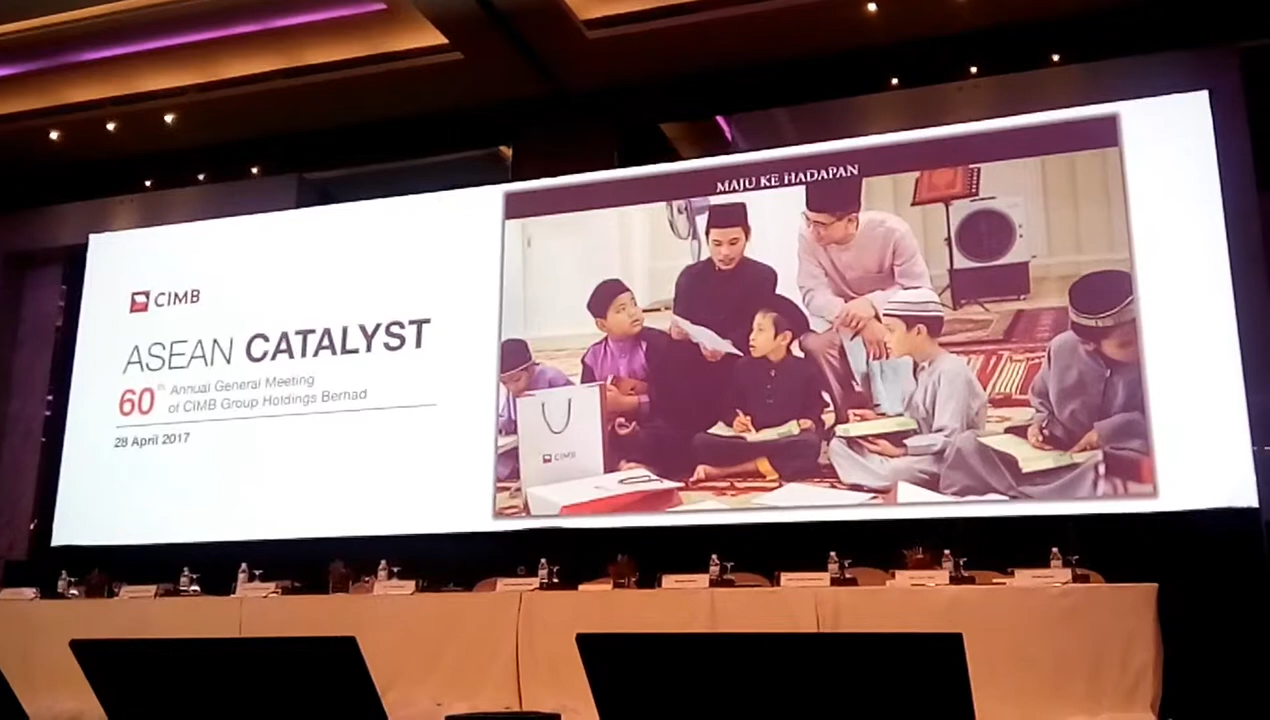 CIMB
ASEAN CATALYST
60th Annual General Meeting
of CIMB Group Holdings Berhad
28 April 2017
MAJU KE HADAPAN
CIMB